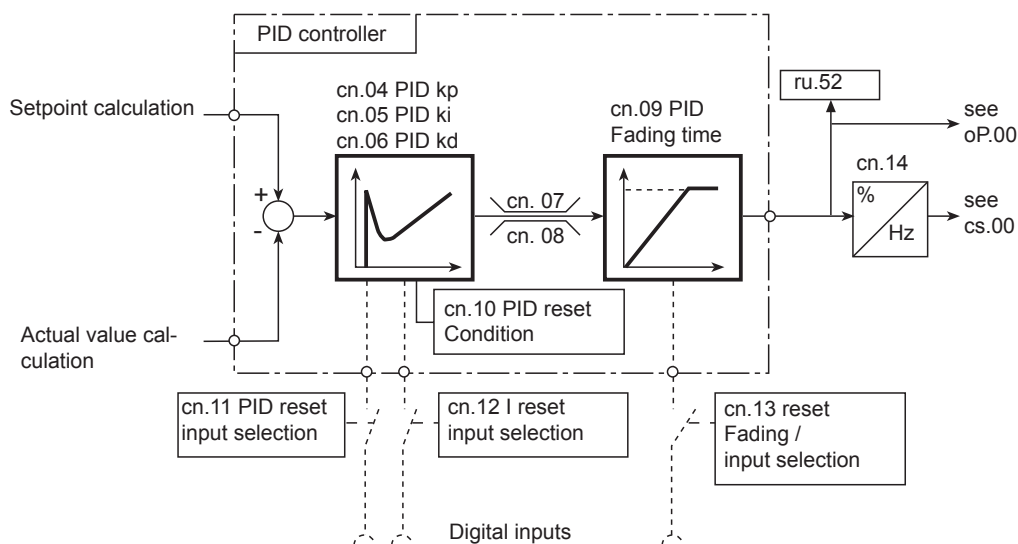 PID controller
Setpoint calculation
cn.04 PID kp
cn.05 PID ki
cn.06 PID kd
cn.09 PID
Fading time
ru.52
see
oP.00
cn.14
%
Hz
see
cs.00
+
-
cn. 07
cn. 08
cn.10 PID reset
Condition
Actual value cal-
culation
cn.11 PID reset
input selection
cn.12 I reset
input selection
cn.13 reset
Fading /
input selection
Digital inputs